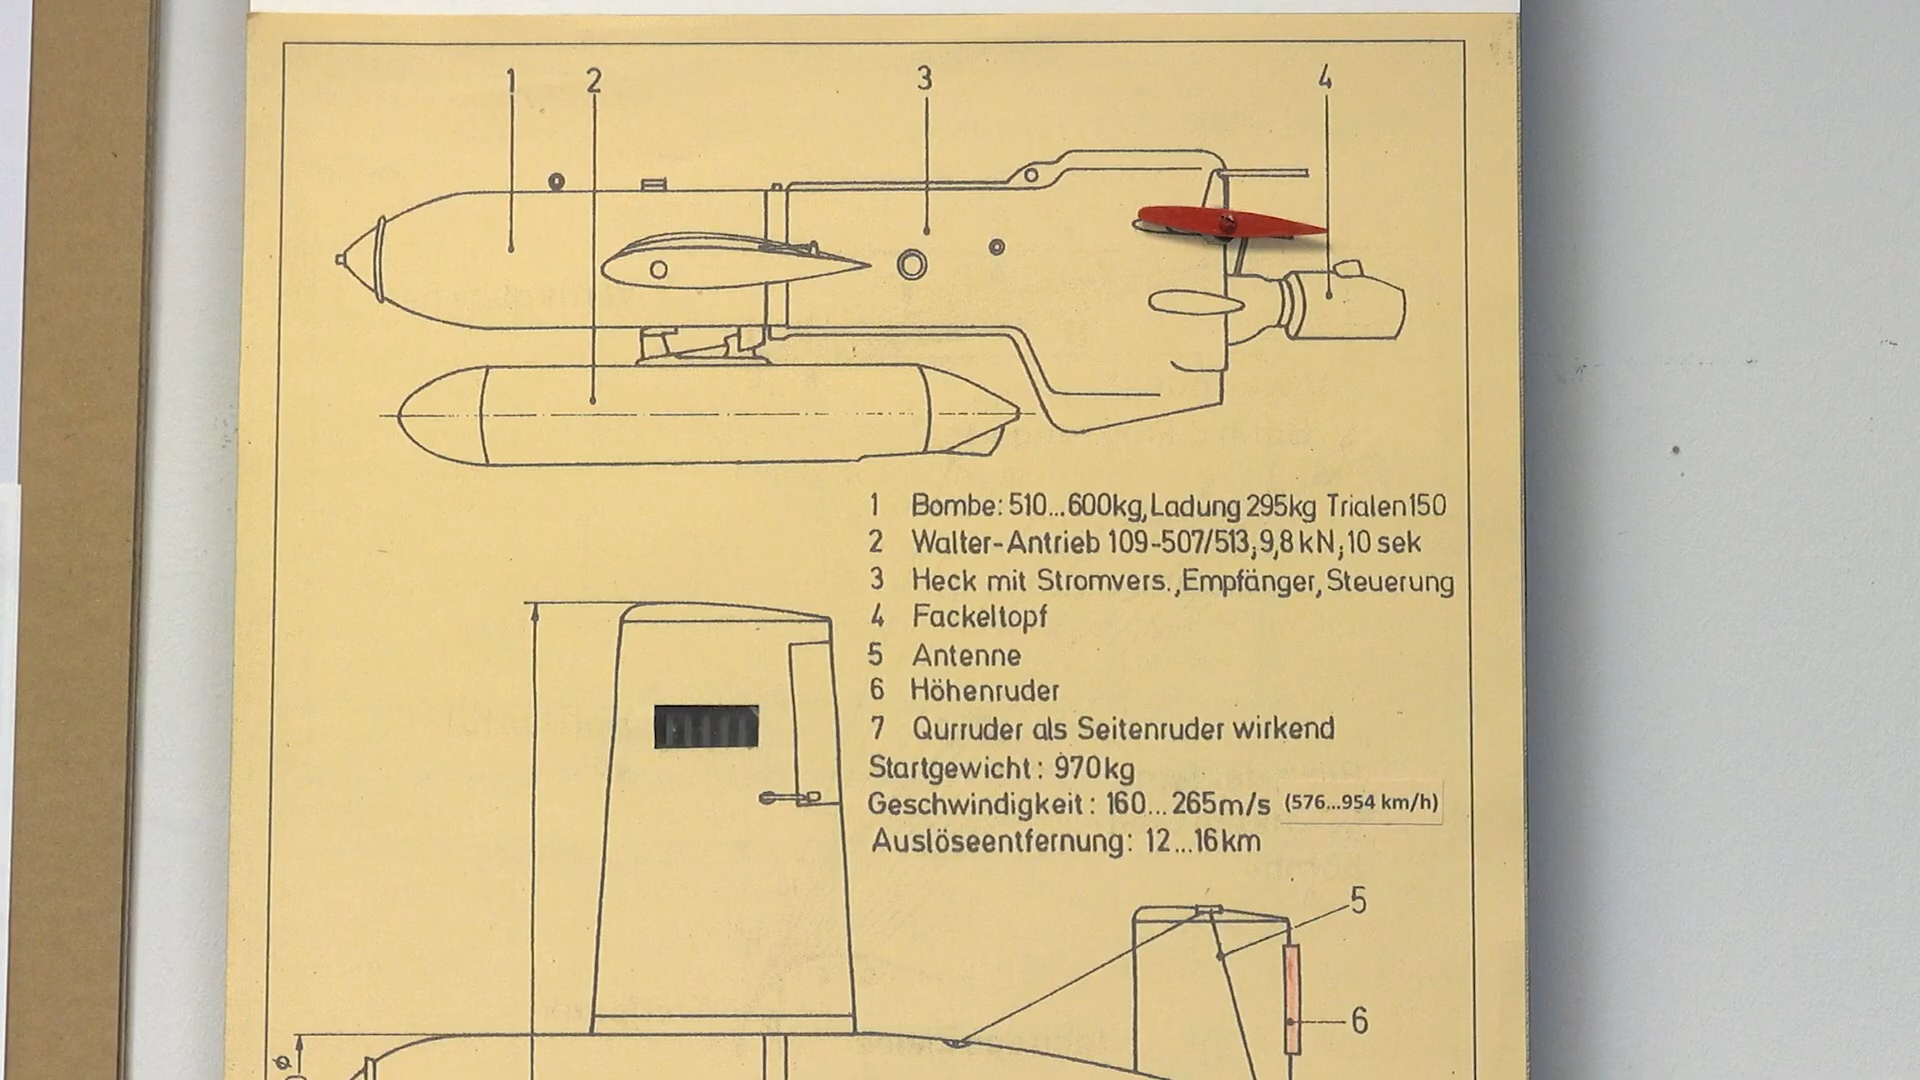 1 2 3 4
1 Bombe: 510...600kg, Ladung 295kg Trialen150
2 Walter-Antrieb 109-507/513; 9,8kN; 10 sek
3 Heck mit Stromvers., Empfänger, Steuerung
4 Fackeltopf
5 Antenne
6 Höhenruder
7 Qurruder als Seitenruder wirkend
Startgewicht: 970kg
Geschwindigkeit: 160...265m/s (576...954 km/h)
Auslöseentfernung: 12...16km
5
6